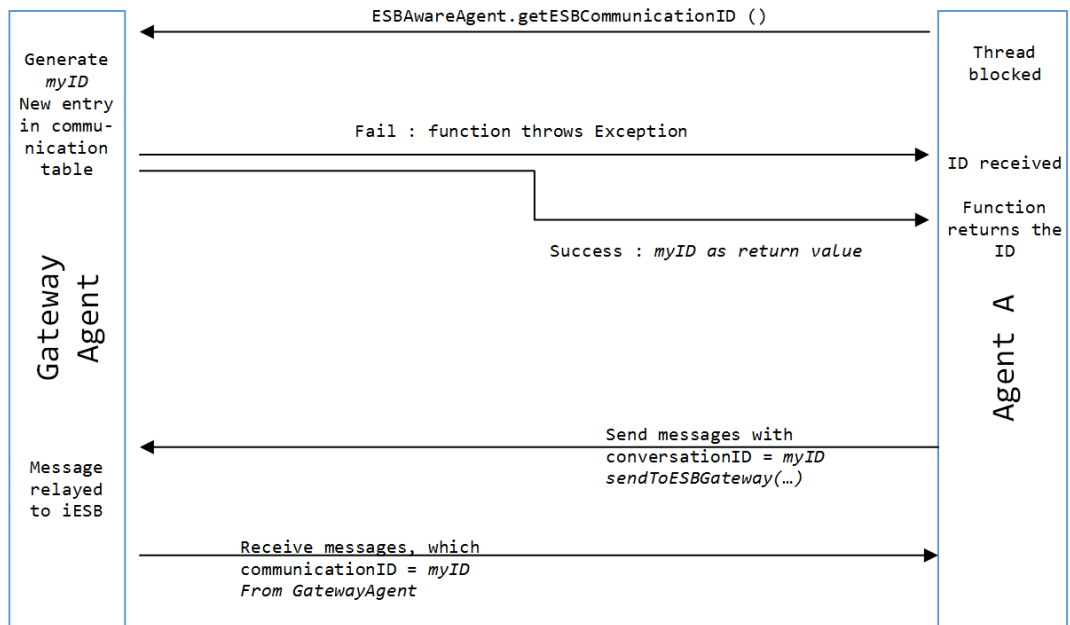 ESBAwareAgent.getESBCommunicationID ()
Generate
myID
New entry
in commu-
nication
table
Thread
blocked
Fail : function throws Exception
ID received
Function
returns the
ID
Success : myID as return value
Gateway
Agent
Agent A
Send messages with
conversationID = myID
sendToESBGateway(…)
Message
relayed
to iESB
Receive messages, which
communicationID = myID
From GatewayAgent